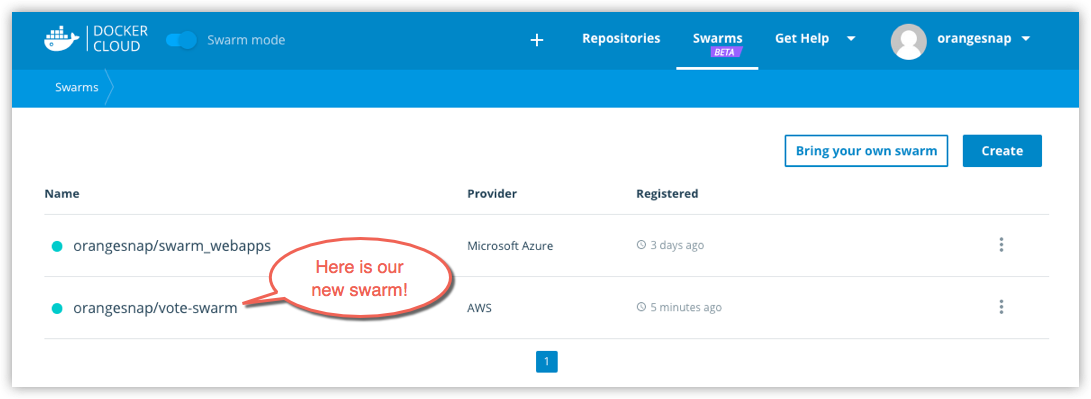 DOCKER
CLOUD
Swarm mode
+
Repositories
Swarms
BETA
Get Help
orangesnap
Swarms
Bring your own swarm
Create
Name Provider Registered
orangesnap/swarm_webapps Microsoft Azure 3 days ago
Here is our
new swarm!
orangesnap/vote-swarm AWS 5 minutes ago
1